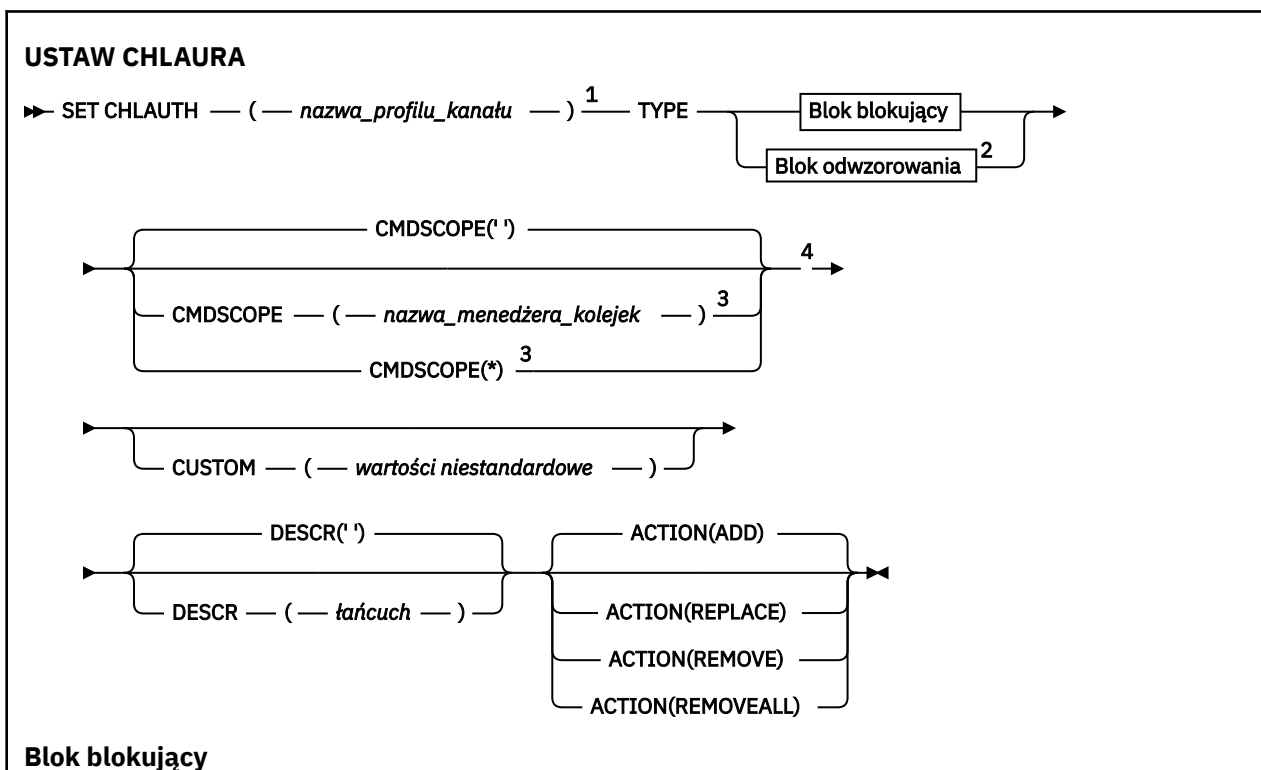 USTAW CHLAURA
SET CHLAUTH ( nazwa_profilu_kanału ) 1 TYPE Blok blokujący
Blok odwzorowania 2
CMDSCOPE(' ')
4
CMDSCOPE ( nazwa_menedżera_kolejek ) 3
CMDSCOPE(*) 3
CUSTOM ( wartości niestandardowe )
DESCR(' ') ACTION(ADD)
DESCR ( łańcuch ) ACTION(REPLACE)
ACTION(REMOVE)
ACTION(REMOVEALL)
Blok blokujący